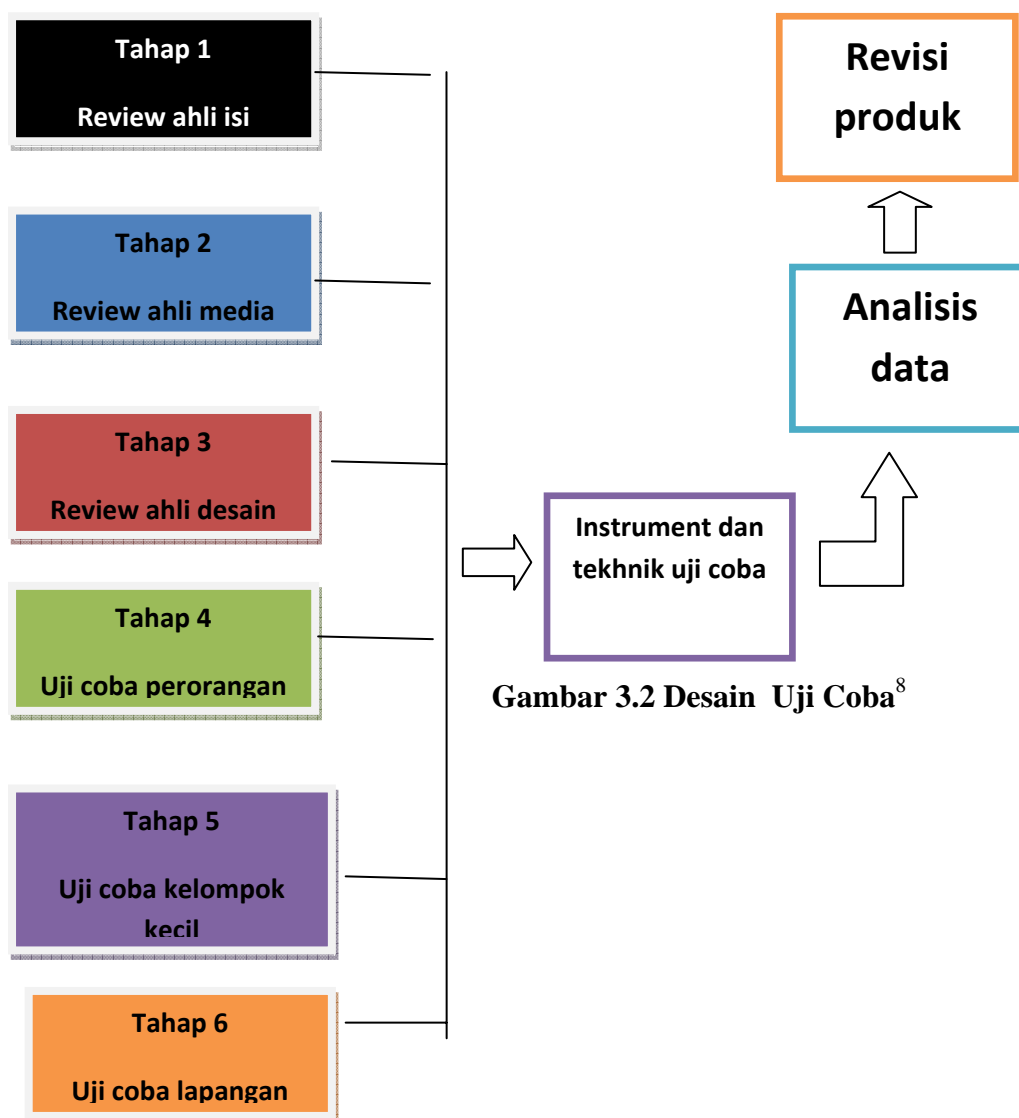 Tahap 1
Review ahli isi
Tahap 2
Review ahli media
Tahap 3
Review ahli desain
Tahap 4
Uji coba perorangan
Tahap 5
Uji coba kelompok
kecil
Tahap 6
Uji coba lapangan
Instrument dan
tekhnik uji coba
Analisis
data
Revisi
produk
Gambar 3.2 Desain  Uji Coba⁸